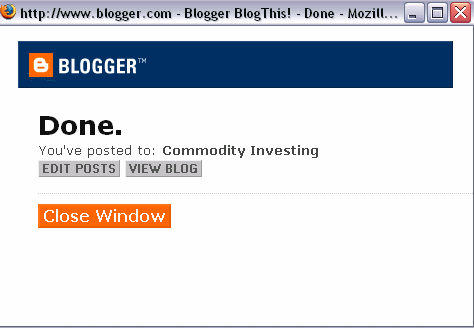 http://www.blogger.com - Blogger BlogThis! - Done - Mozill...
BLOGGER™
Done.
You've posted to: Commodity Investing
EDIT POSTS VIEW BLOG
Close Window